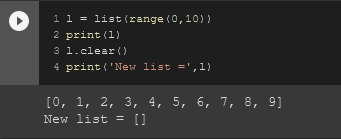 1 l = list(range(0,10))
2 print(l)
3 l.clear()
4 print('New list =',l)
[0, 1, 2, 3, 4, 5, 6, 7, 8, 9]
New list = []